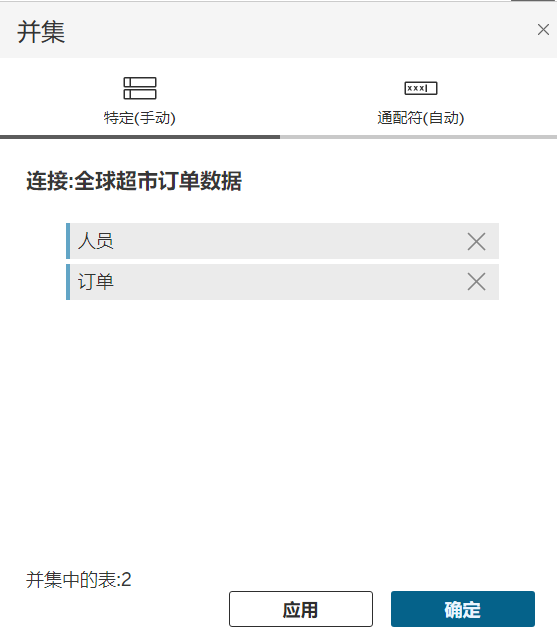 并集
特定(手动)
xxx
通配符(自动)
连接:全球超市订单数据
人员
订单
并集中的表:2
应用
确定